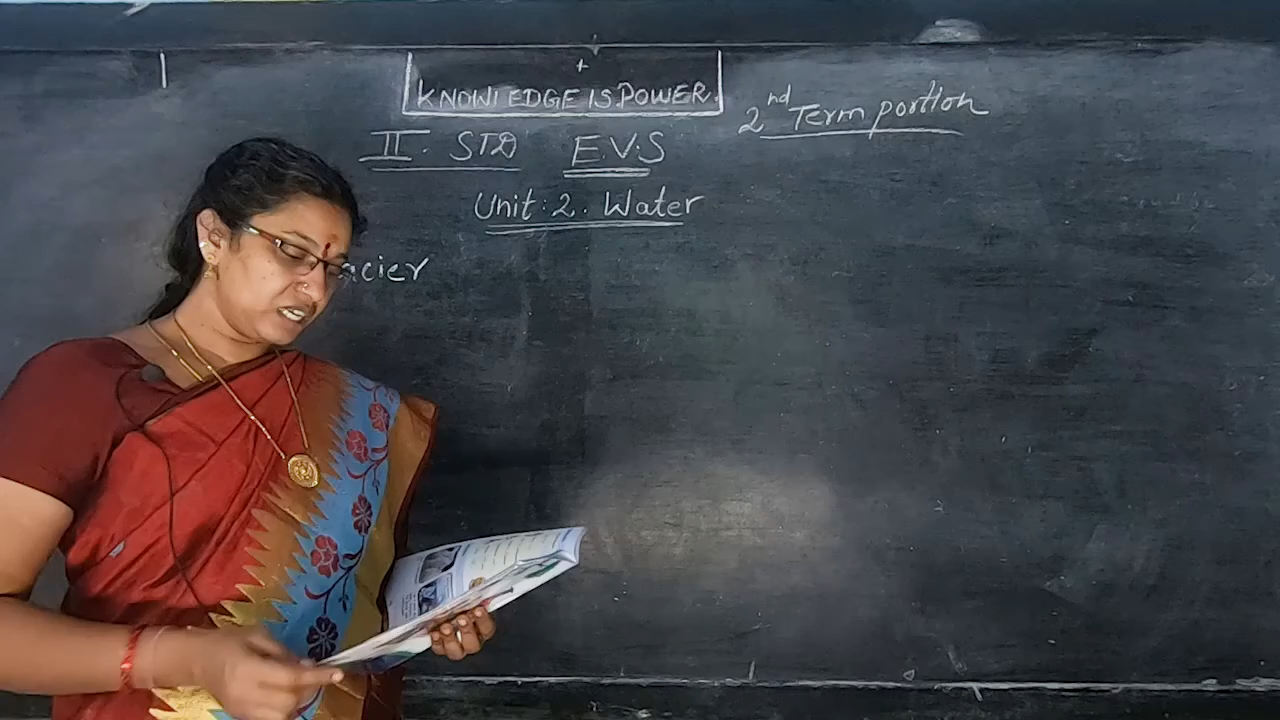 KNOWLEDGE IS POWER.
2nd Term portion
II. STD E.V.S
Unit: 2. Water
acier